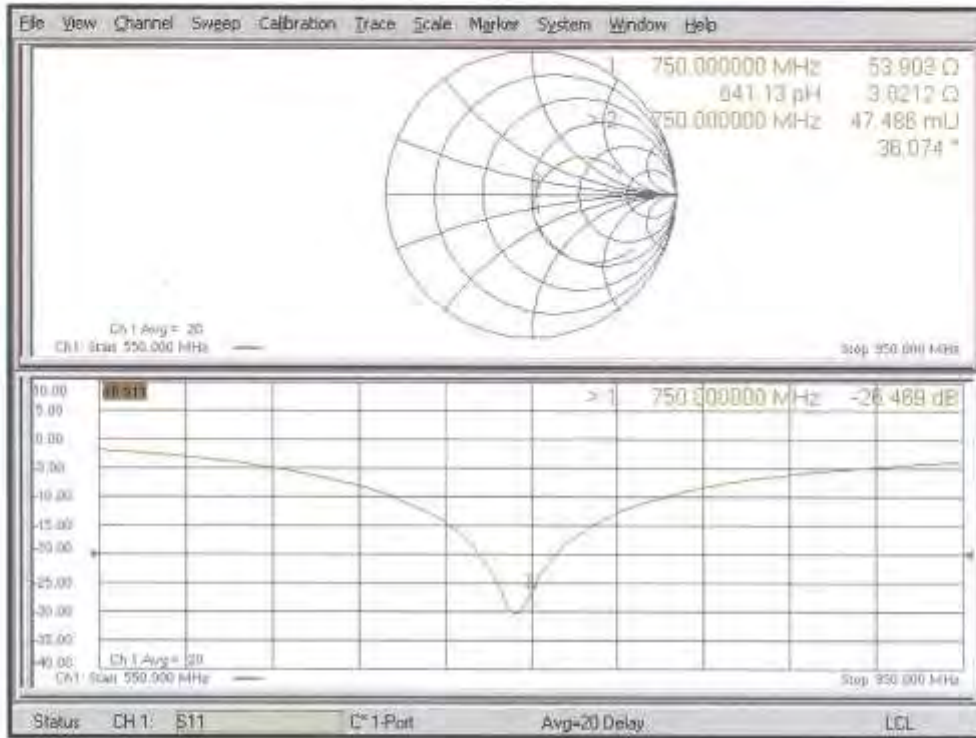 File View Channel Sweep Calibration Trace Scale Marker System Window Help
1 750.000000 MHz 53.903 Ω
641.13 pH 3.0212 Ω
> 2 750.000000 MHz 47.486 mU
36.074 °
Ch 1 Avg = 20
Ch1: Start 550.000 MHz
Stop 950.000 MHz
10.00
5.00
0.00
-5.00
-10.00
-15.00
-20.00
-25.00
-30.00
-35.00
-40.00
> 1 750.000000 MHz -26.469 dB
1
Ch 1 Avg = 20
Ch1: Start 550.000 MHz
Stop 950.000 MHz
Status CH 1: S11 C* 1-Port Avg=20 Delay LCL